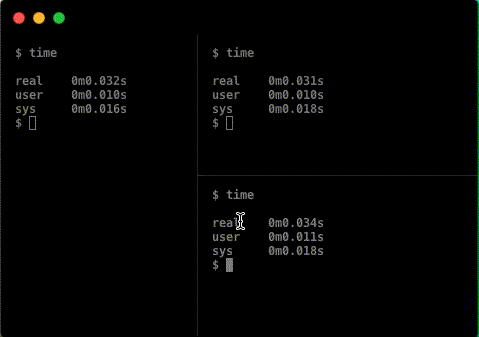 $ time
real 0m0.032s
user 0m0.010s
sys 0m0.016s
$
$ time
real 0m0.031s
user 0m0.010s
sys 0m0.018s
$
$ time
real 0m0.034s
user 0m0.011s
sys 0m0.018s
$